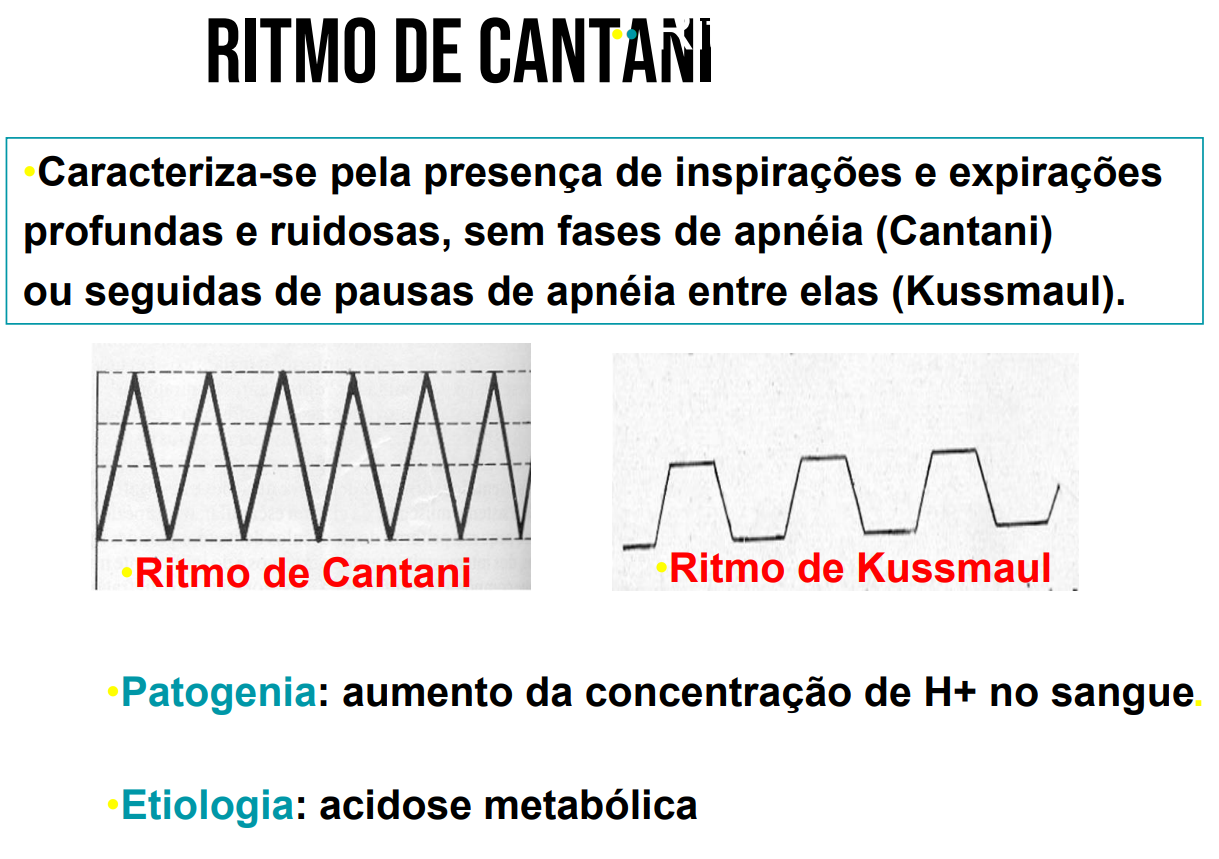 RITMO DE CANTANI
•Caracteriza-se pela presença de inspirações e expirações
profundas e ruidosas, sem fases de apnéia (Cantani)
ou seguidas de pausas de apnéia entre elas (Kussmaul).
•Ritmo de Cantani
•Ritmo de Kussmaul
•Patogenia: aumento da concentração de H+ no sangue.
•Etiologia: acidose metabólica